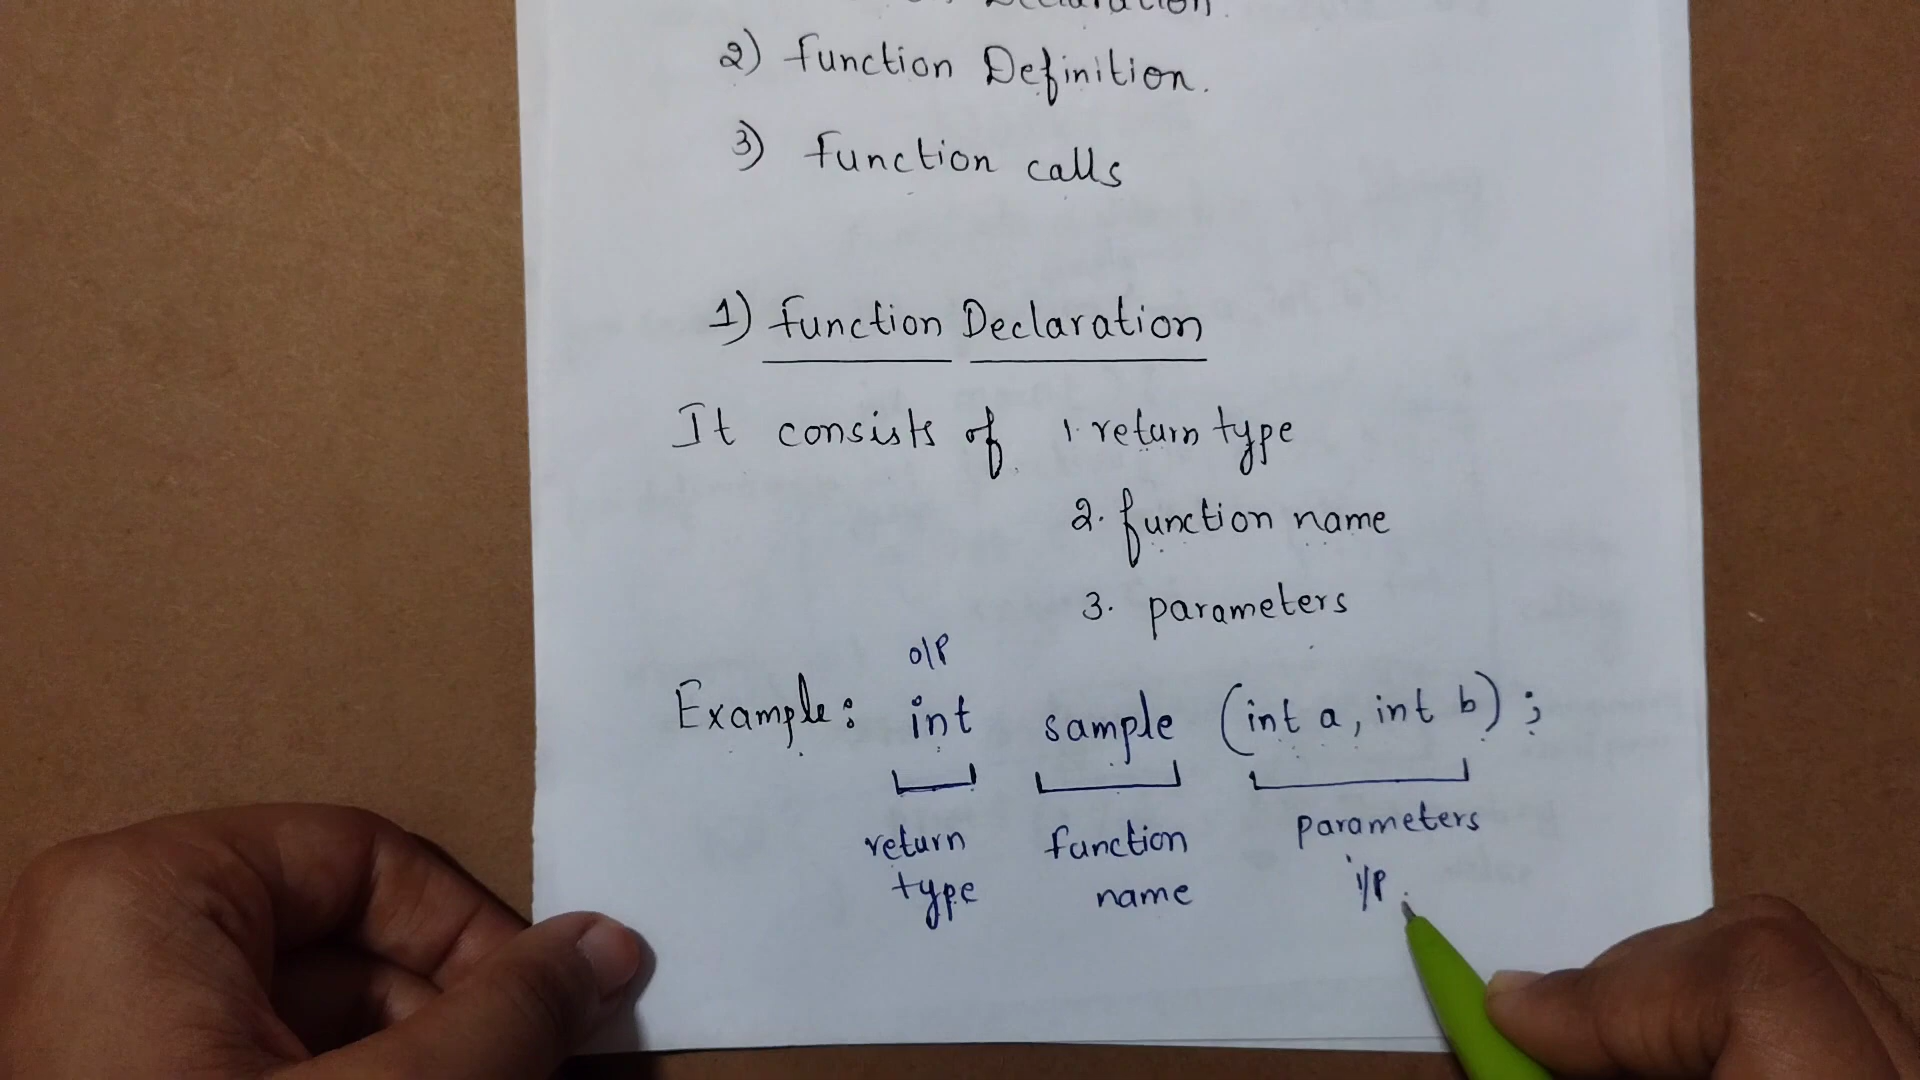 Declaration.
2) Function Definition.
3) Function calls
1) Function Declaration
It consists of 1. return type
2. function name
3. parameters
o/p
Example: int sample (int a, int b) ;
return type function name parameters
i/p.